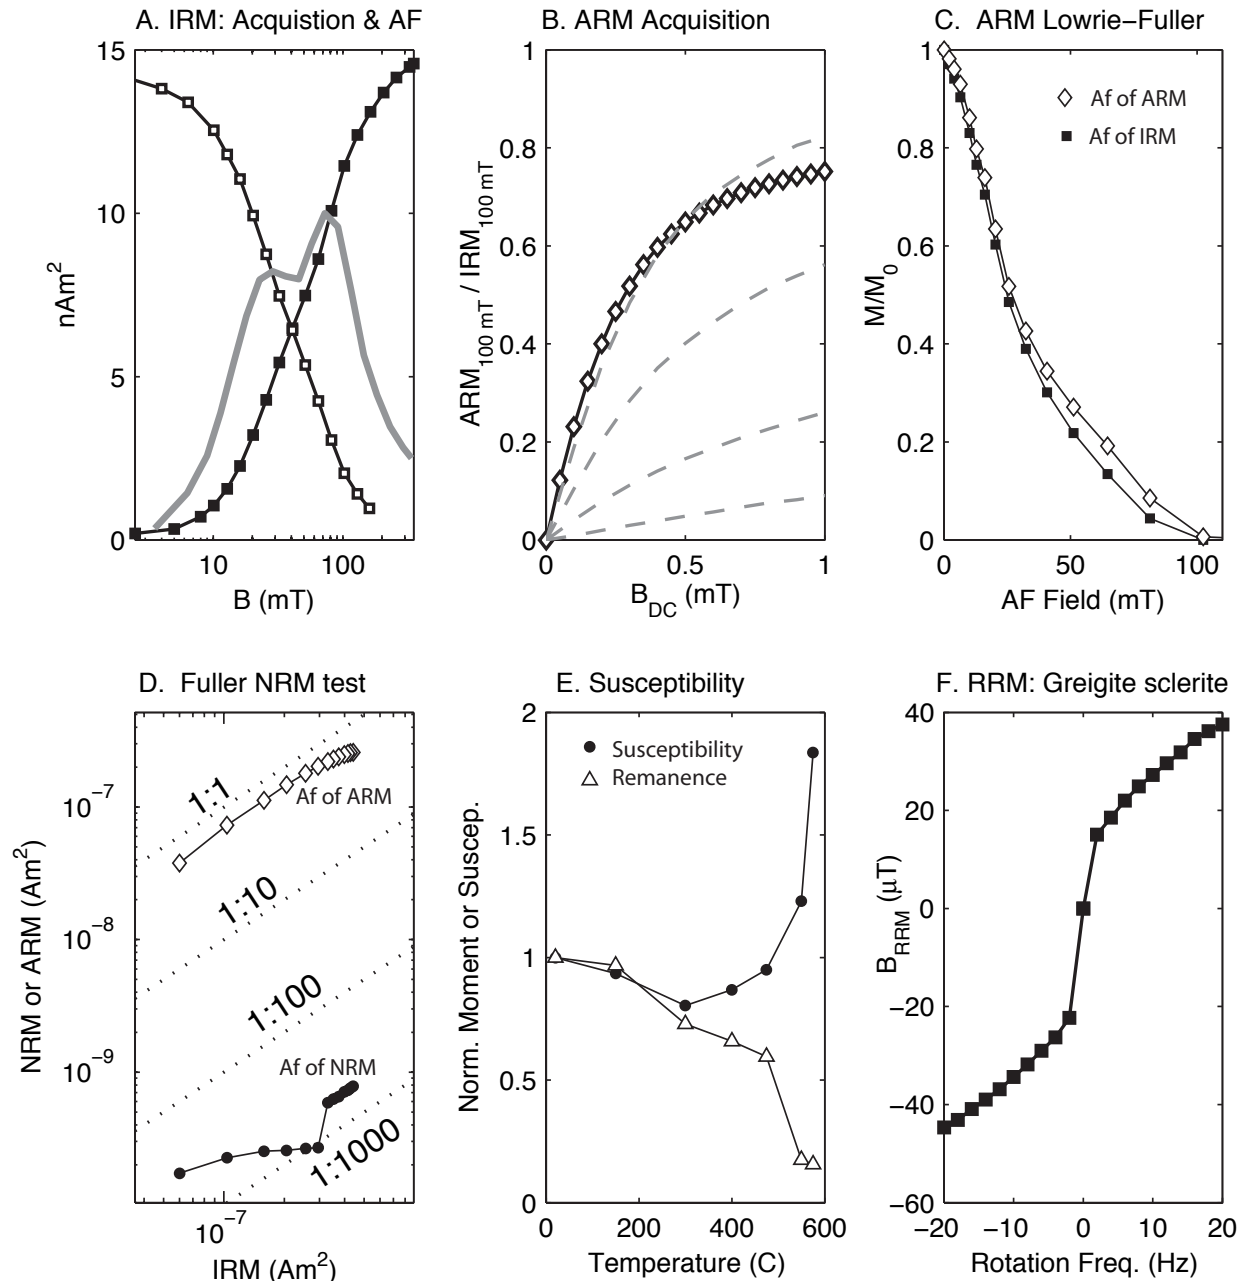 A. IRM: Acquistion & AF
15
10
5
0
10
100
nAm2
B (mT)
B. ARM Acquisition
1
0.8
0.6
0.4
0.2
0
0
0.5
1
ARM100 mT / IRM100 mT
BDC (mT)
C. ARM Lowrie–Fuller
1
0.8
0.6
0.4
0.2
0
0
50
100
M/M0
AF Field (mT)
Af of ARM
Af of IRM
D. Fuller NRM test
10−7
10−8
10−9
10−7
NRM or ARM (Am2)
IRM (Am2)
1:1
Af of ARM
1:10
1:100
Af of NRM
1:1000
E. Susceptibility
2
1.5
1
0.5
0
0
200
400
600
Norm. Moment or Suscep.
Temperature (C)
Susceptibility
Remanence
F. RRM: Greigite sclerite
40
20
0
−20
−40
−60
−20
−10
0
10
20
BRRM (μT)
Rotation Freq. (Hz)